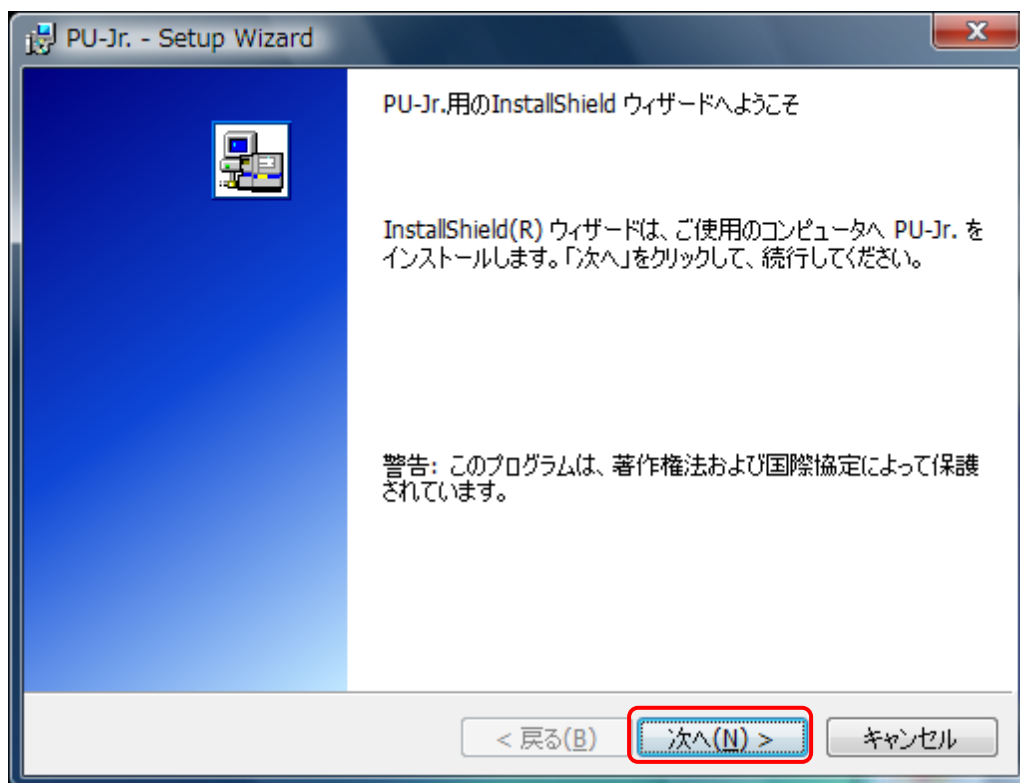 PU-Jr. - Setup Wizard
PU-Jr.用のInstallShield ウィザードへようこそ
InstallShield(R) ウィザードは、ご使用のコンピュータへ PU-Jr. を
インストールします。「次へ」をクリックして、続行してください。
警告: このプログラムは、著作権法および国際協定によって保護
されています。
< 戻る(B) 次へ(N) > キャンセル